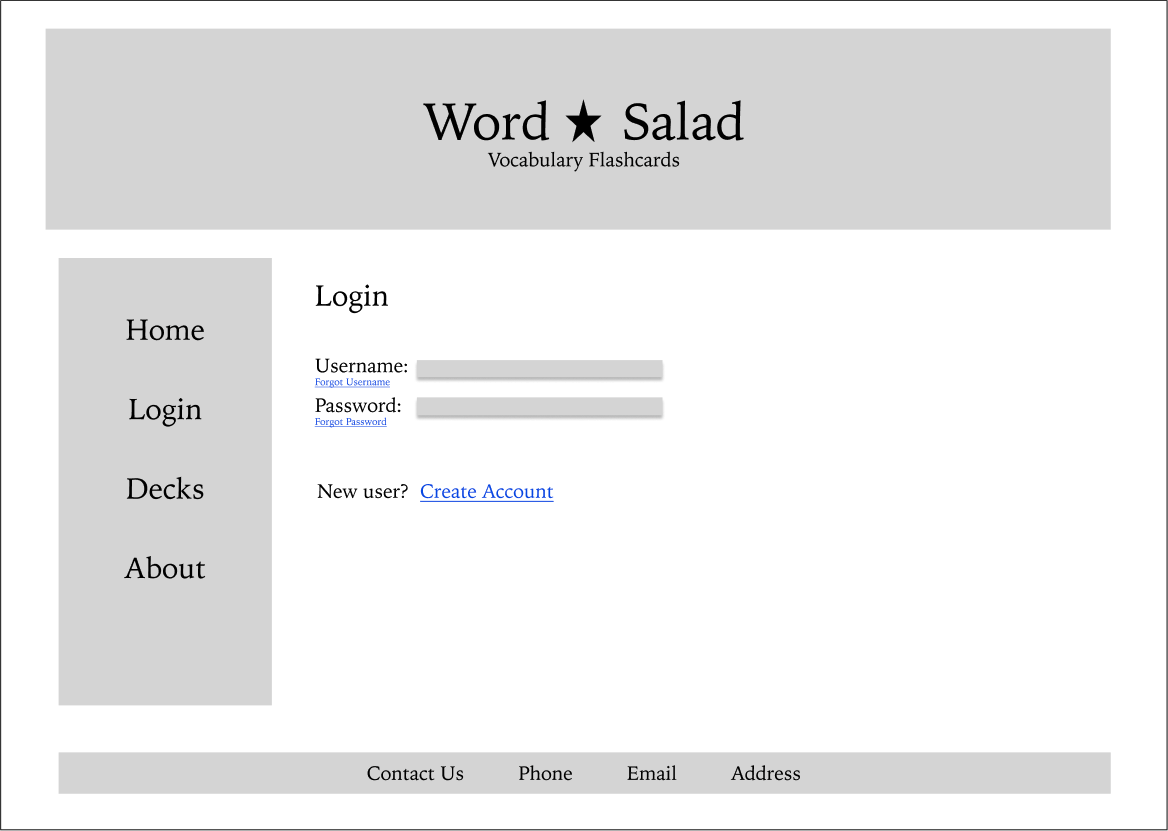 Word ★ Salad
Vocabulary Flashcards
Home
Login
Decks
About
Login
Username:
Forgot Username
Password:
Forgot Password
New user? Create Account
Contact Us Phone Email Address